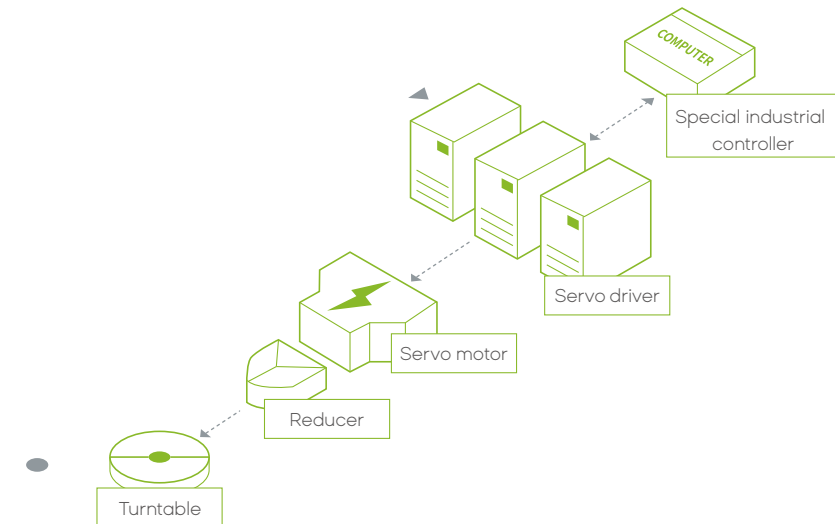 COMPUTER
Special industrial
controller
Servo driver
Servo motor
Reducer
Turntable